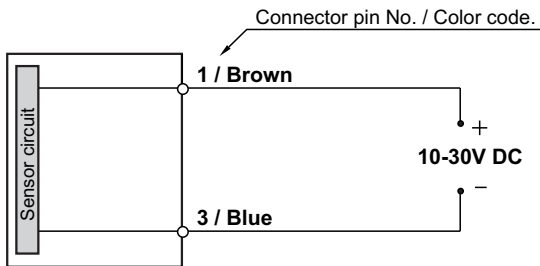 Connector pin No. / Color code.
1 / Brown
Sensor circuit
+
10-30V DC
−
3 / Blue